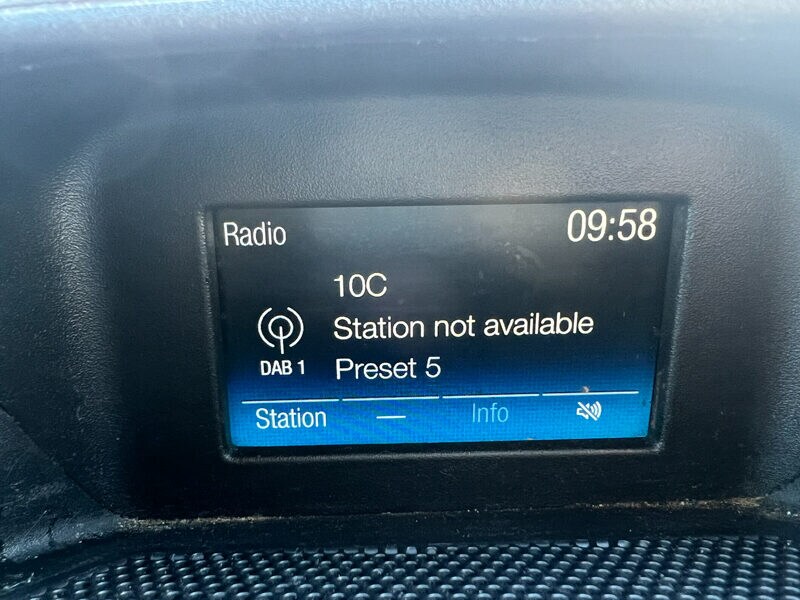 Radio 09:58
10C
Station not available
DAB 1 Preset 5
Station — Info